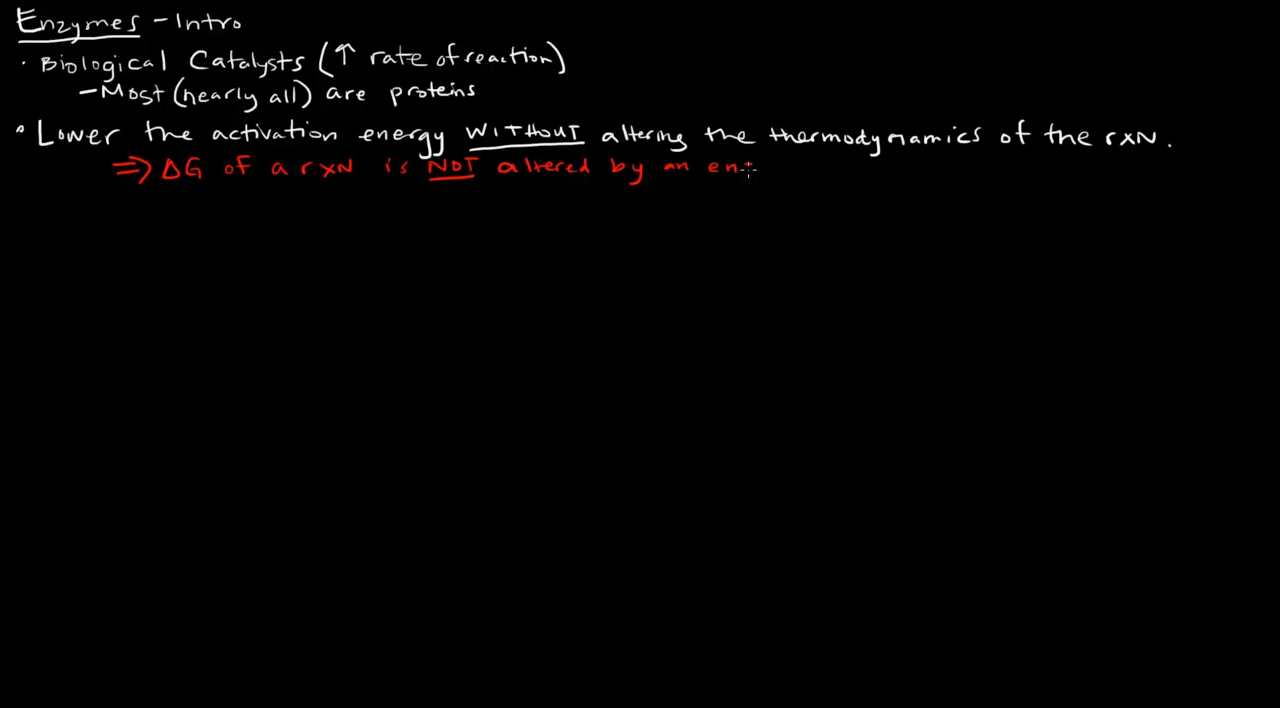 Enzymes - Intro
· Biological Catalysts (↑ rate of reaction)
- Most (nearly all) are proteins
• Lower the activation energy WITHOUT altering the thermodynamics of the rxN.
⇒ ΔG of a rxN is NOT altered by an en